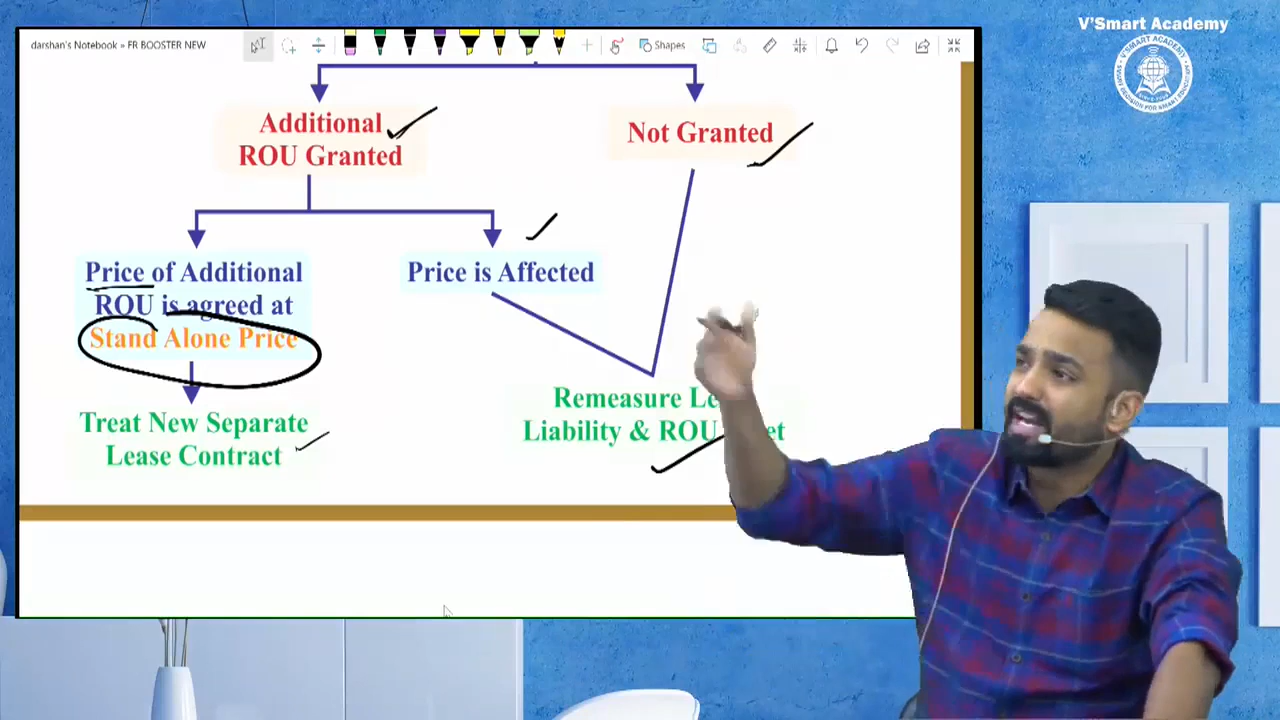 V'Smart Academy
darshan's Notebook » FR BOOSTER NEW
Shapes
Additional
ROU Granted
Not Granted
Price of Additional
ROU is agreed at
Stand Alone Price
Price is Affected
Treat New Separate
Lease Contract
Remeasure
Liability & ROU